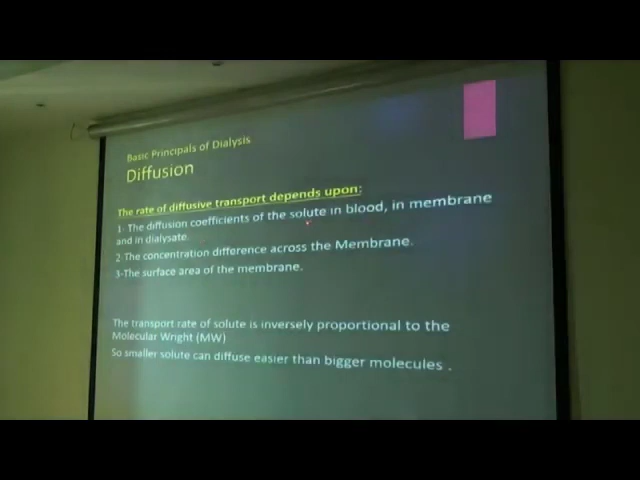 Basic Principals of Dialysis
Diffusion
The rate of diffusive transport depends upon:
1- The diffusion coefficients of the solute in blood, in membrane
and in dialysate.
2-The concentration difference across the Membrane.
3-The surface area of the membrane.
The transport rate of solute is inversely proportional to the
Molecular Wright (MW)
So smaller solute can diffuse easier than bigger molecules .